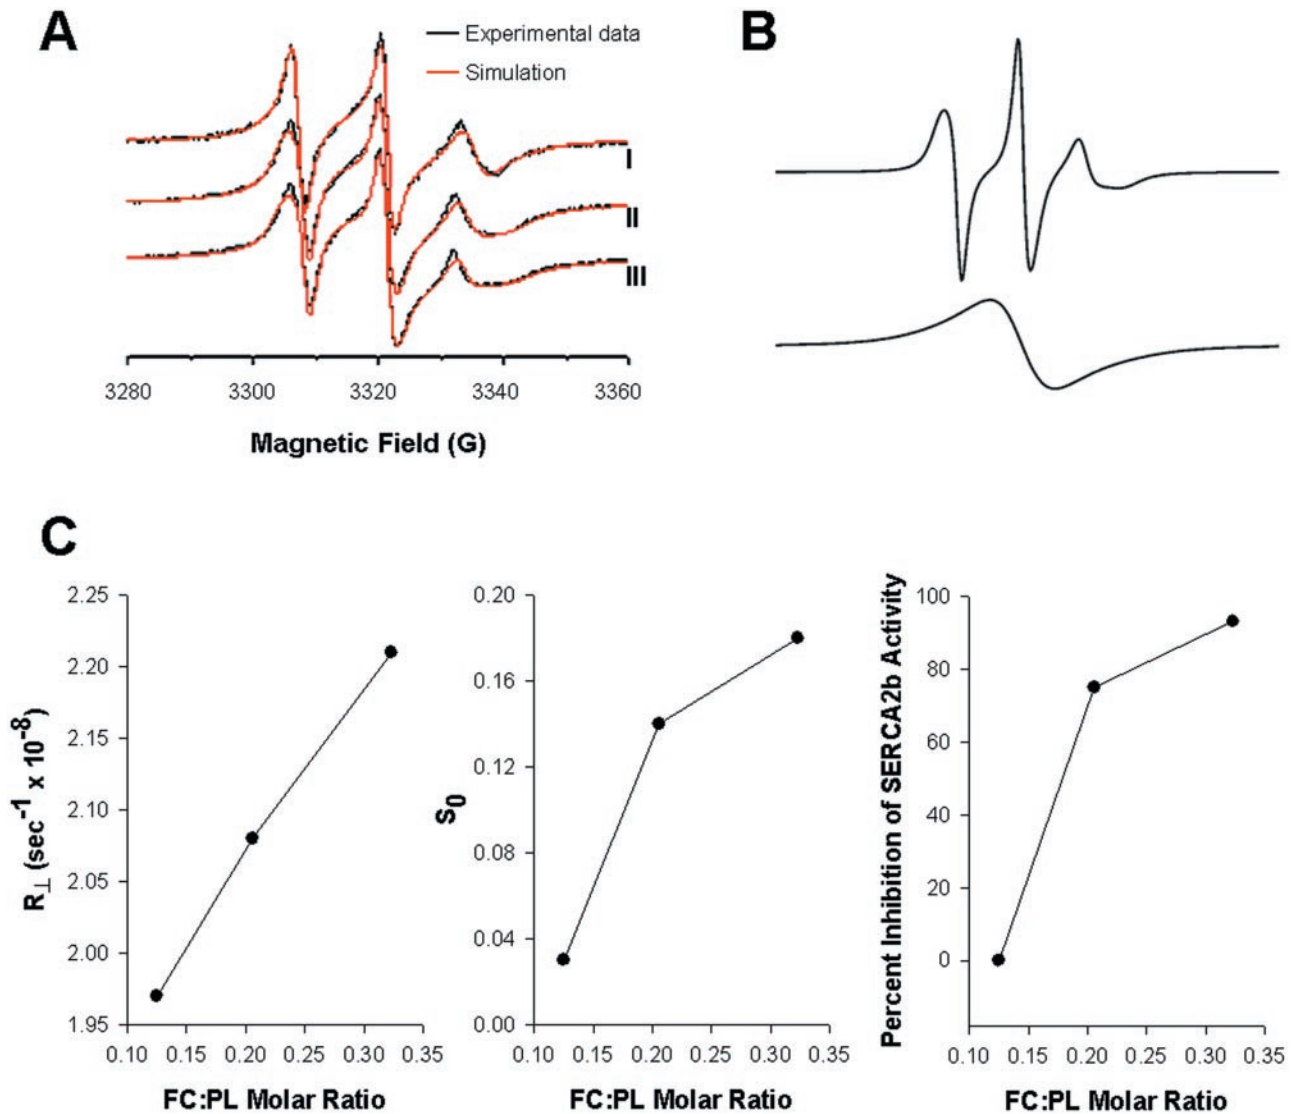 A
Experimental data
Simulation
I
II
III
3280 3300 3320 3340 3360
Magnetic Field (G)
B
C
2.25
2.20
2.15
2.10
2.05
2.00
1.95
R⊥ (sec⁻¹ x 10⁻⁸)
0.10 0.15 0.20 0.25 0.30 0.35
FC:PL Molar Ratio
0.20
0.16
0.12
0.08
0.04
0.00
S₀
0.10 0.15 0.20 0.25 0.30 0.35
FC:PL Molar Ratio
100
80
60
40
20
0
Percent Inhibition of SERCA2b Activity
0.10 0.15 0.20 0.25 0.30 0.35
FC:PL Molar Ratio